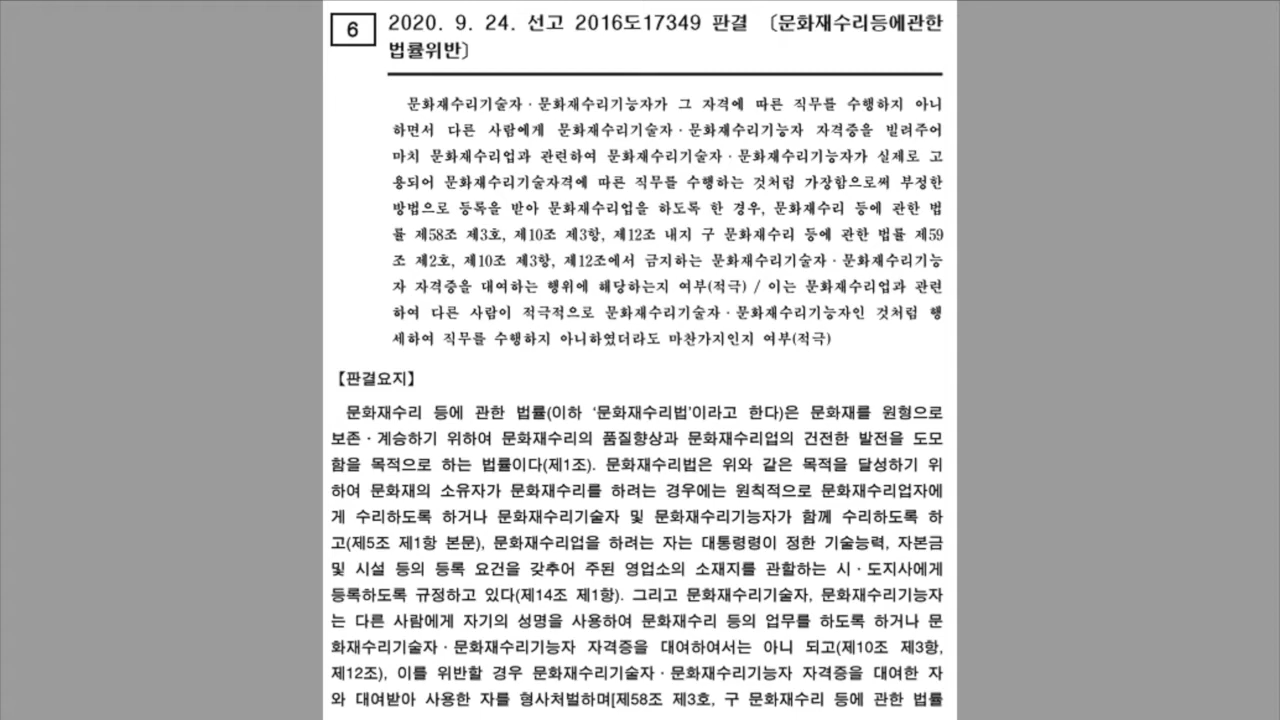 6
2020. 9. 24. 선고 2016도17349 판결 〔문화재수리등에관한
법률위반〕
문화재수리기술자·문화재수리기능자가 그 자격에 따른 직무를 수행하지 아니
하면서 다른 사람에게 문화재수리기술자·문화재수리기능자 자격증을 빌려주어
마치 문화재수리업과 관련하여 문화재수리기술자·문화재수리기능자가 실제로 고
용되어 문화재수리기술자격에 따른 직무를 수행하는 것처럼 가장함으로써 부정한
방법으로 등록을 받아 문화재수리업을 하도록 한 경우, 문화재수리 등에 관한 법
률 제58조 제3호, 제10조 제3항, 제12조 내지 구 문화재수리 등에 관한 법률 제59
조 제2호, 제10조 제3항, 제12조에서 금지하는 문화재수리기술자·문화재수리기능
자 자격증을 대여하는 행위에 해당하는지 여부(적극) / 이는 문화재수리업과 관련
하여 다른 사람이 적극적으로 문화재수리기술자·문화재수리기능자인 것처럼 행
세하여 직무를 수행하지 아니하였더라도 마찬가지인지 여부(적극)
【판결요지】
문화재수리 등에 관한 법률(이하 ‘문화재수리법’이라고 한다)은 문화재를 원형으로
보존·계승하기 위하여 문화재수리의 품질향상과 문화재수리업의 건전한 발전을 도모
함을 목적으로 하는 법률이다(제1조). 문화재수리법은 위와 같은 목적을 달성하기 위
하여 문화재의 소유자가 문화재수리를 하려는 경우에는 원칙적으로 문화재수리업자에
게 수리하도록 하거나 문화재수리기술자 및 문화재수리기능자가 함께 수리하도록 하
고(제5조 제1항 본문), 문화재수리업을 하려는 자는 대통령령이 정한 기술능력, 자본금
및 시설 등의 등록 요건을 갖추어 주된 영업소의 소재지를 관할하는 시·도지사에게
등록하도록 규정하고 있다(제14조 제1항). 그리고 문화재수리기술자, 문화재수리기능자
는 다른 사람에게 자기의 성명을 사용하여 문화재수리 등의 업무를 하도록 하거나 문
화재수리기술자·문화재수리기능자 자격증을 대여하여서는 아니 되고(제10조 제3항,
제12조), 이를 위반할 경우 문화재수리기술자·문화재수리기능자 자격증을 대여한 자
와 대여받아 사용한 자를 형사처벌하며[제58조 제3호, 구 문화재수리 등에 관한 법률